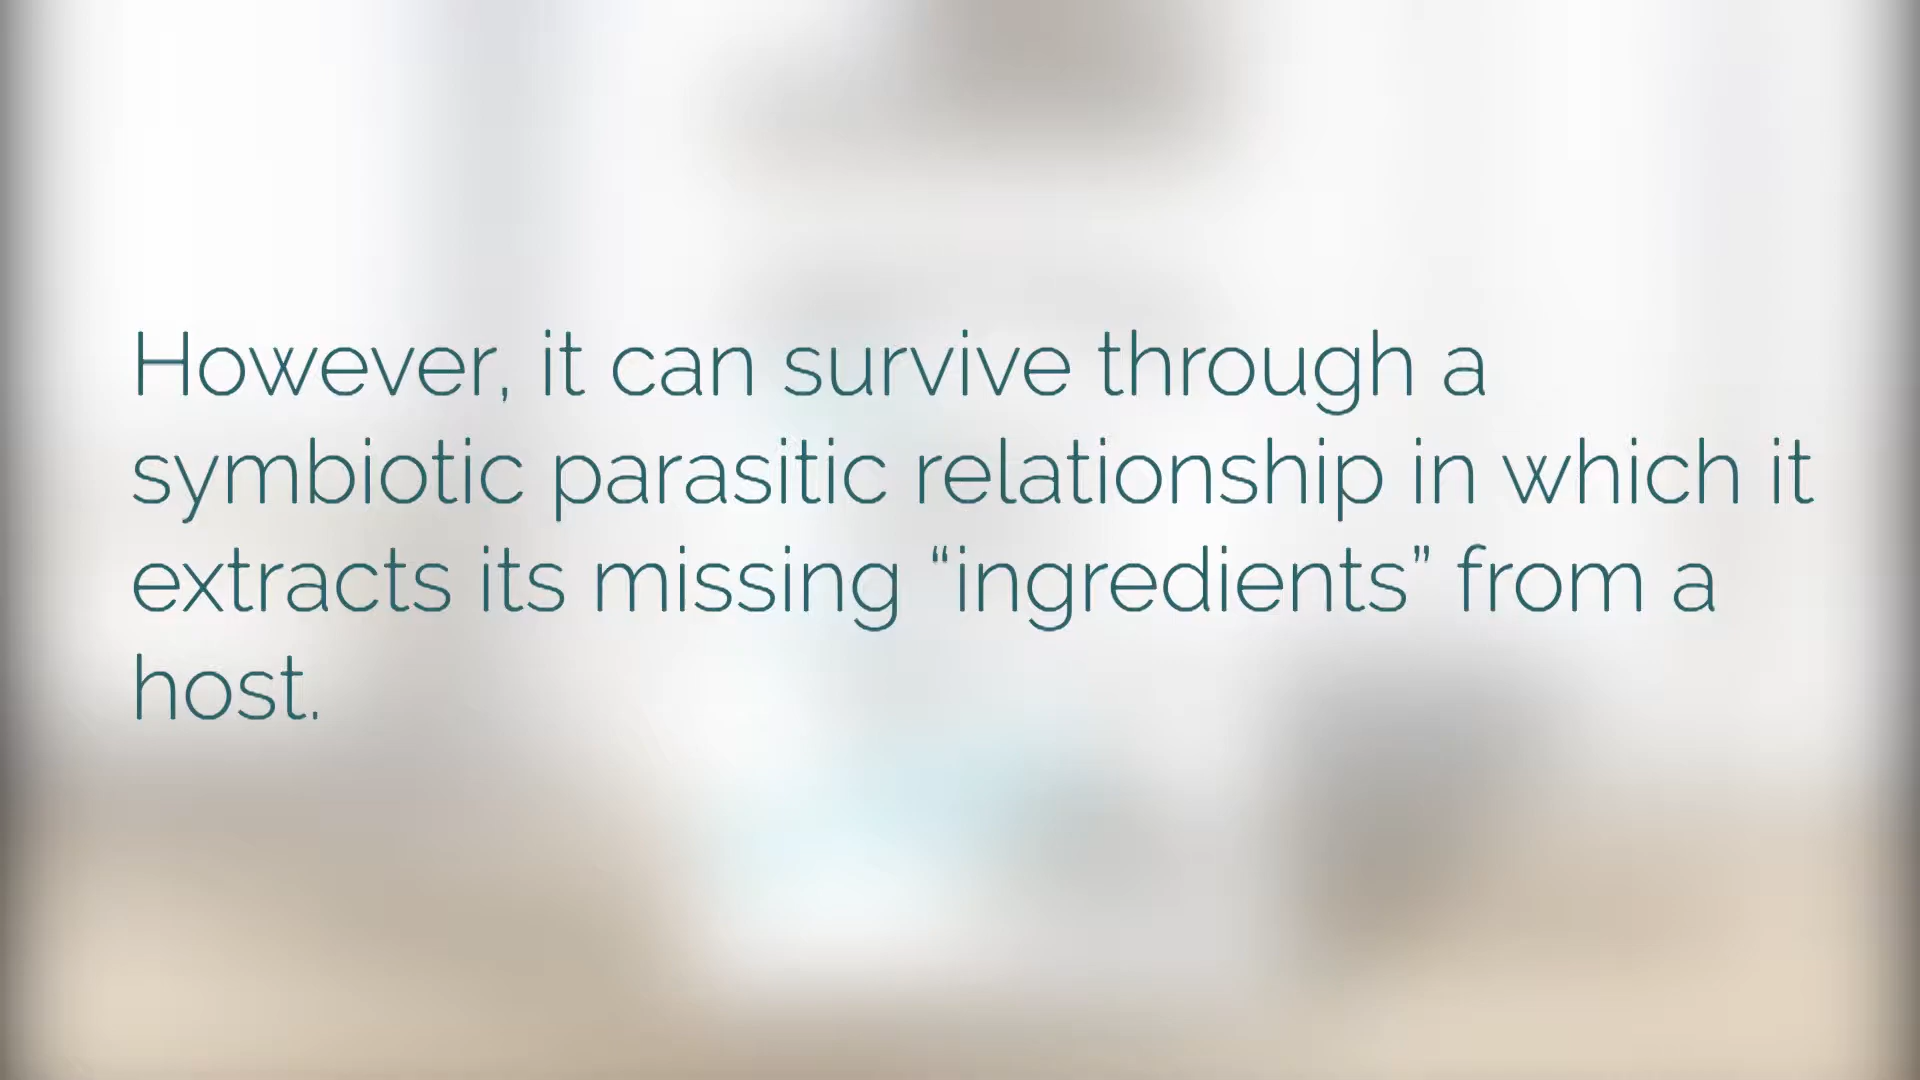 However, it can survive through a
symbiotic parasitic relationship in which it
extracts its missing “ingredients” from a
host.